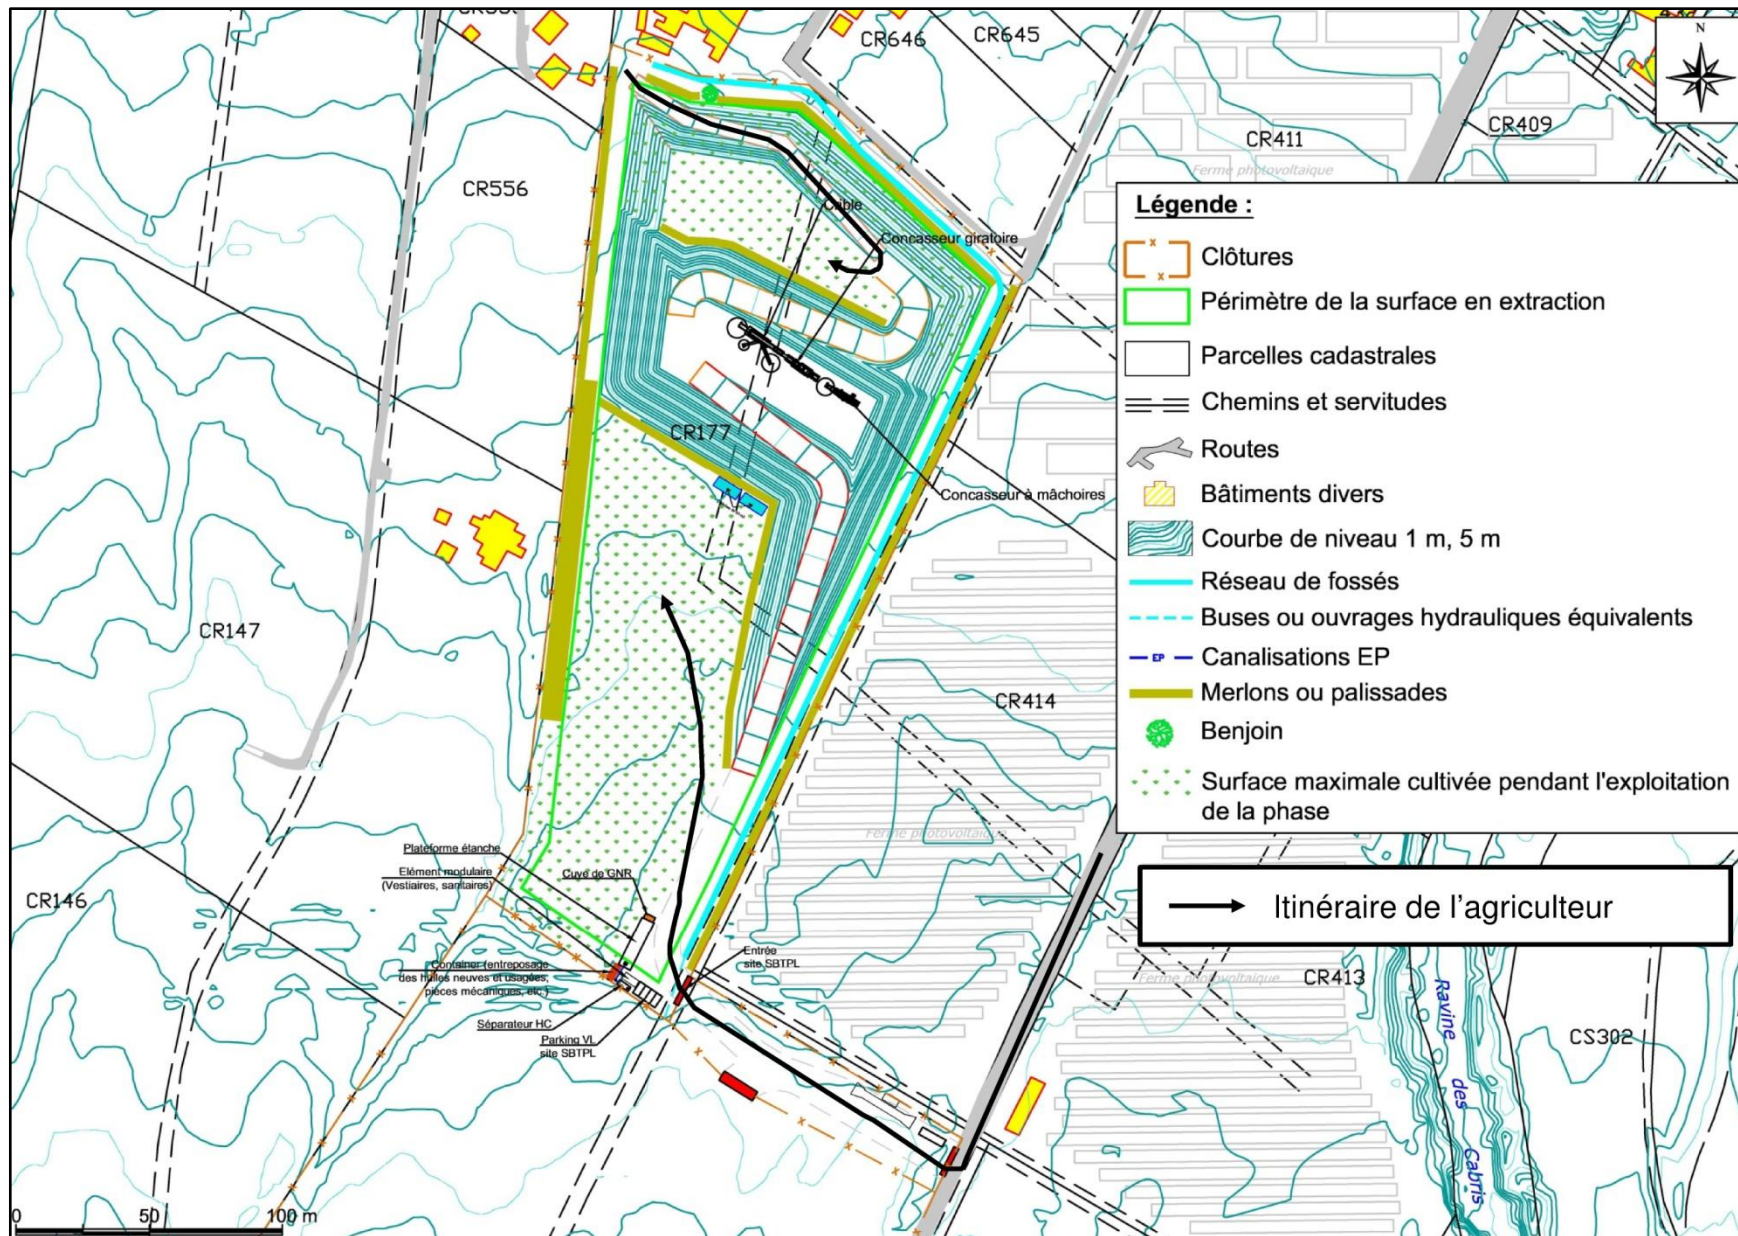 CR646
CR645
N
CR411
CR409
Ferme photovoltaique
CR556
Crible
Concasseur giratoire
Légende :
Clôtures
Périmètre de la surface en extraction
Parcelles cadastrales
Chemins et servitudes
Routes
Bâtiments divers
Courbe de niveau 1 m, 5 m
Réseau de fossés
Buses ou ouvrages hydrauliques équivalents
EP
Canalisations EP
Merlons ou palissades
Benjoin
Surface maximale cultivée pendant l'exploitation
de la phase
CR177
Concasseur à mâchoires
CR147
CR414
Ferme photovoltaique
Plateforme étanche
Elément modulaire
(Vestiaires, sanitaires)
Cuve de GNR
CR146
Itinéraire de l'agriculteur
Entrée
site SBTPL
Container (entreposage
des huiles neuves et usagées,
pièces mécaniques, etc.)
Ferme photovoltaique
CR413
Séparateur HC
Parking VL
site SBTPL
Ravine
des
Cabris
CS302
0 50 100 m